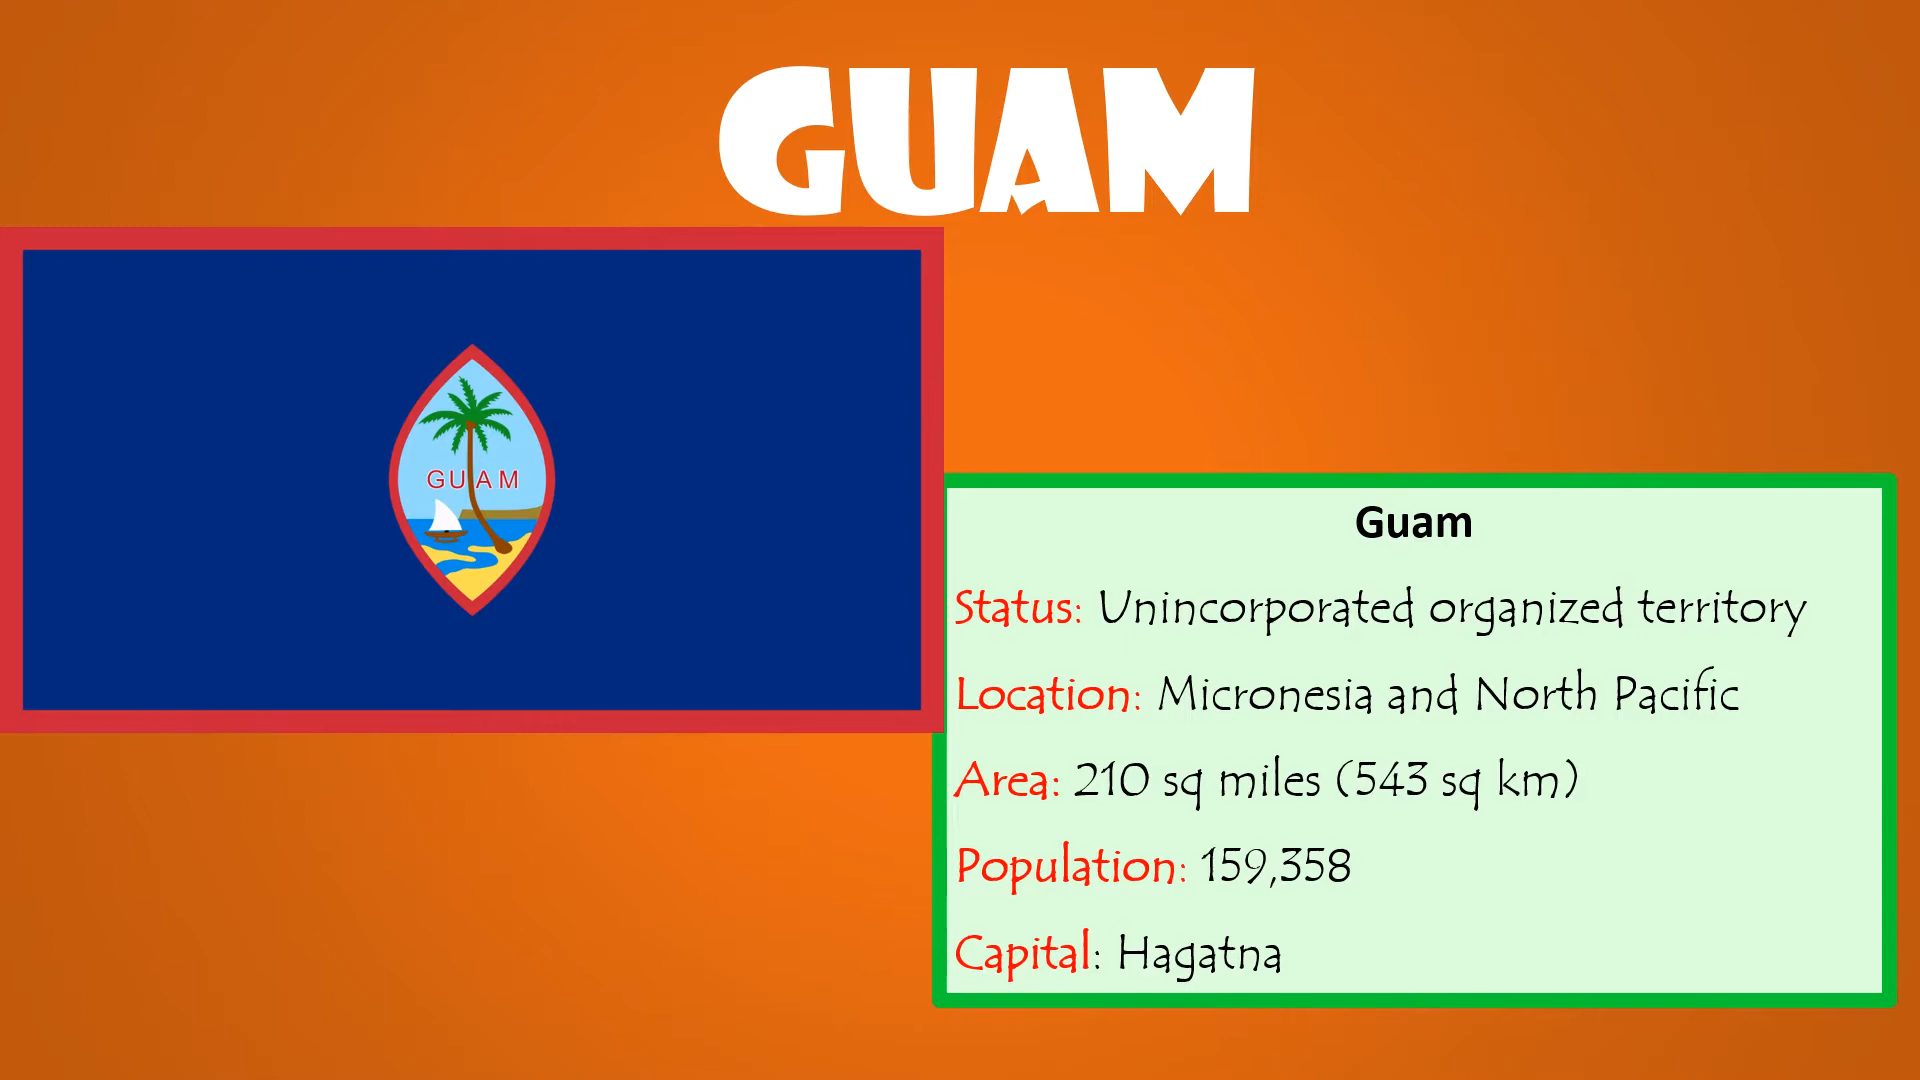 GUAM
GUAM
Guam
Status: Unincorporated organized territory
Location: Micronesia and North Pacific
Area: 210 sq miles (543 sq km)
Population: 159,358
Capital: Hagatna